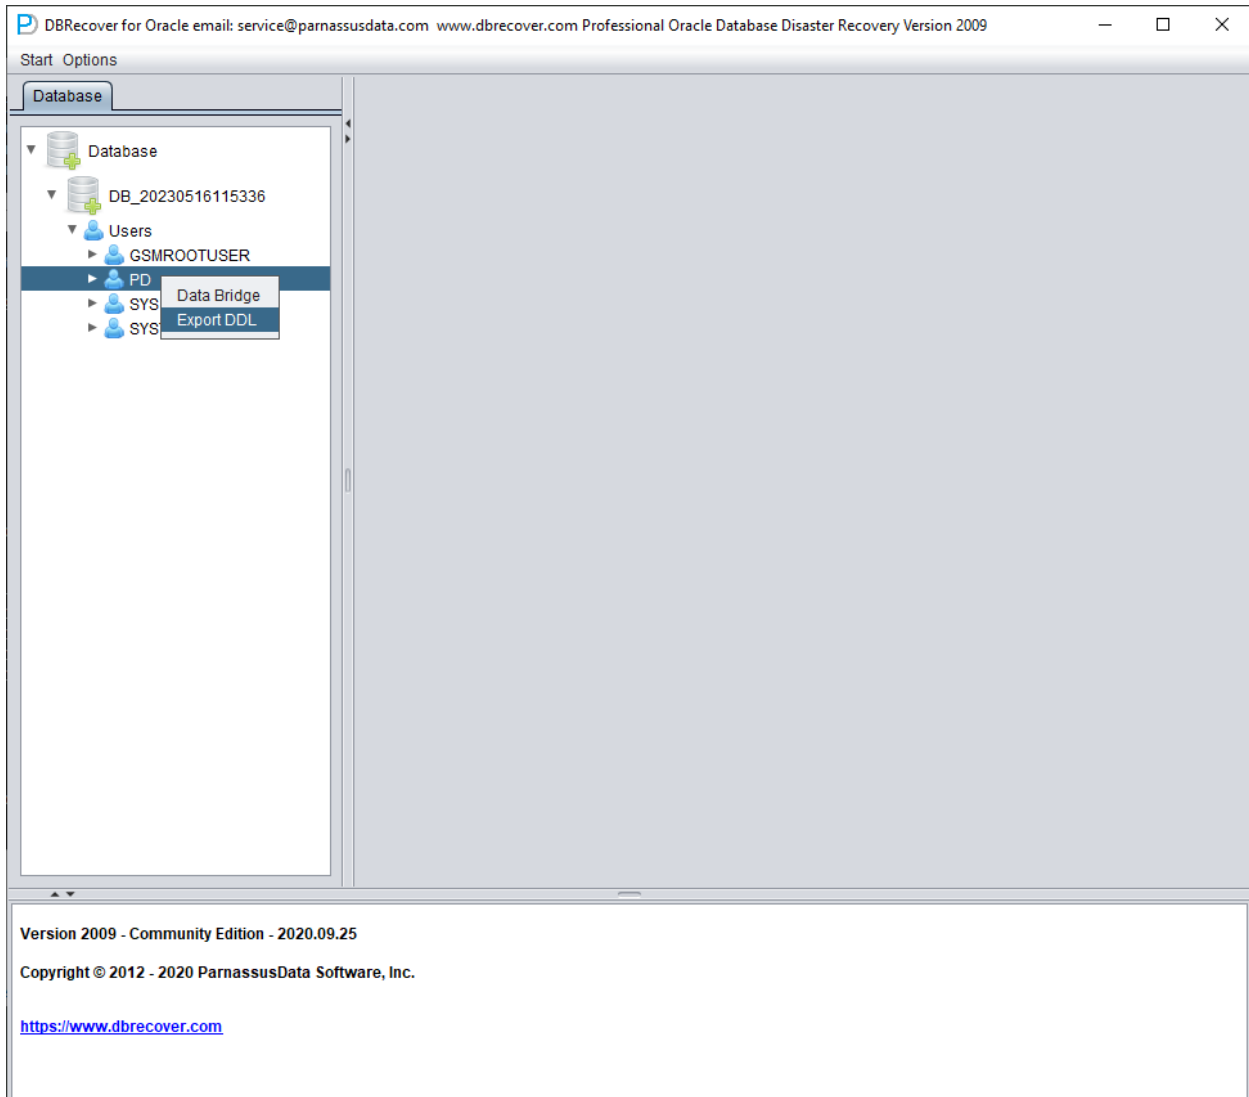 DBRecover for Oracle email: service@parnassusdata.com www.dbrecover.com Professional Oracle Database Disaster Recovery Version 2009
Start Options
Database
Database
DB_20230516115336
Users
GSMROOTUSER
PD
Data Bridge
SYS
Export DDL
SYS
Version 2009 - Community Edition - 2020.09.25
Copyright © 2012 - 2020 ParnassusData Software, Inc.
https://www.dbrecover.com